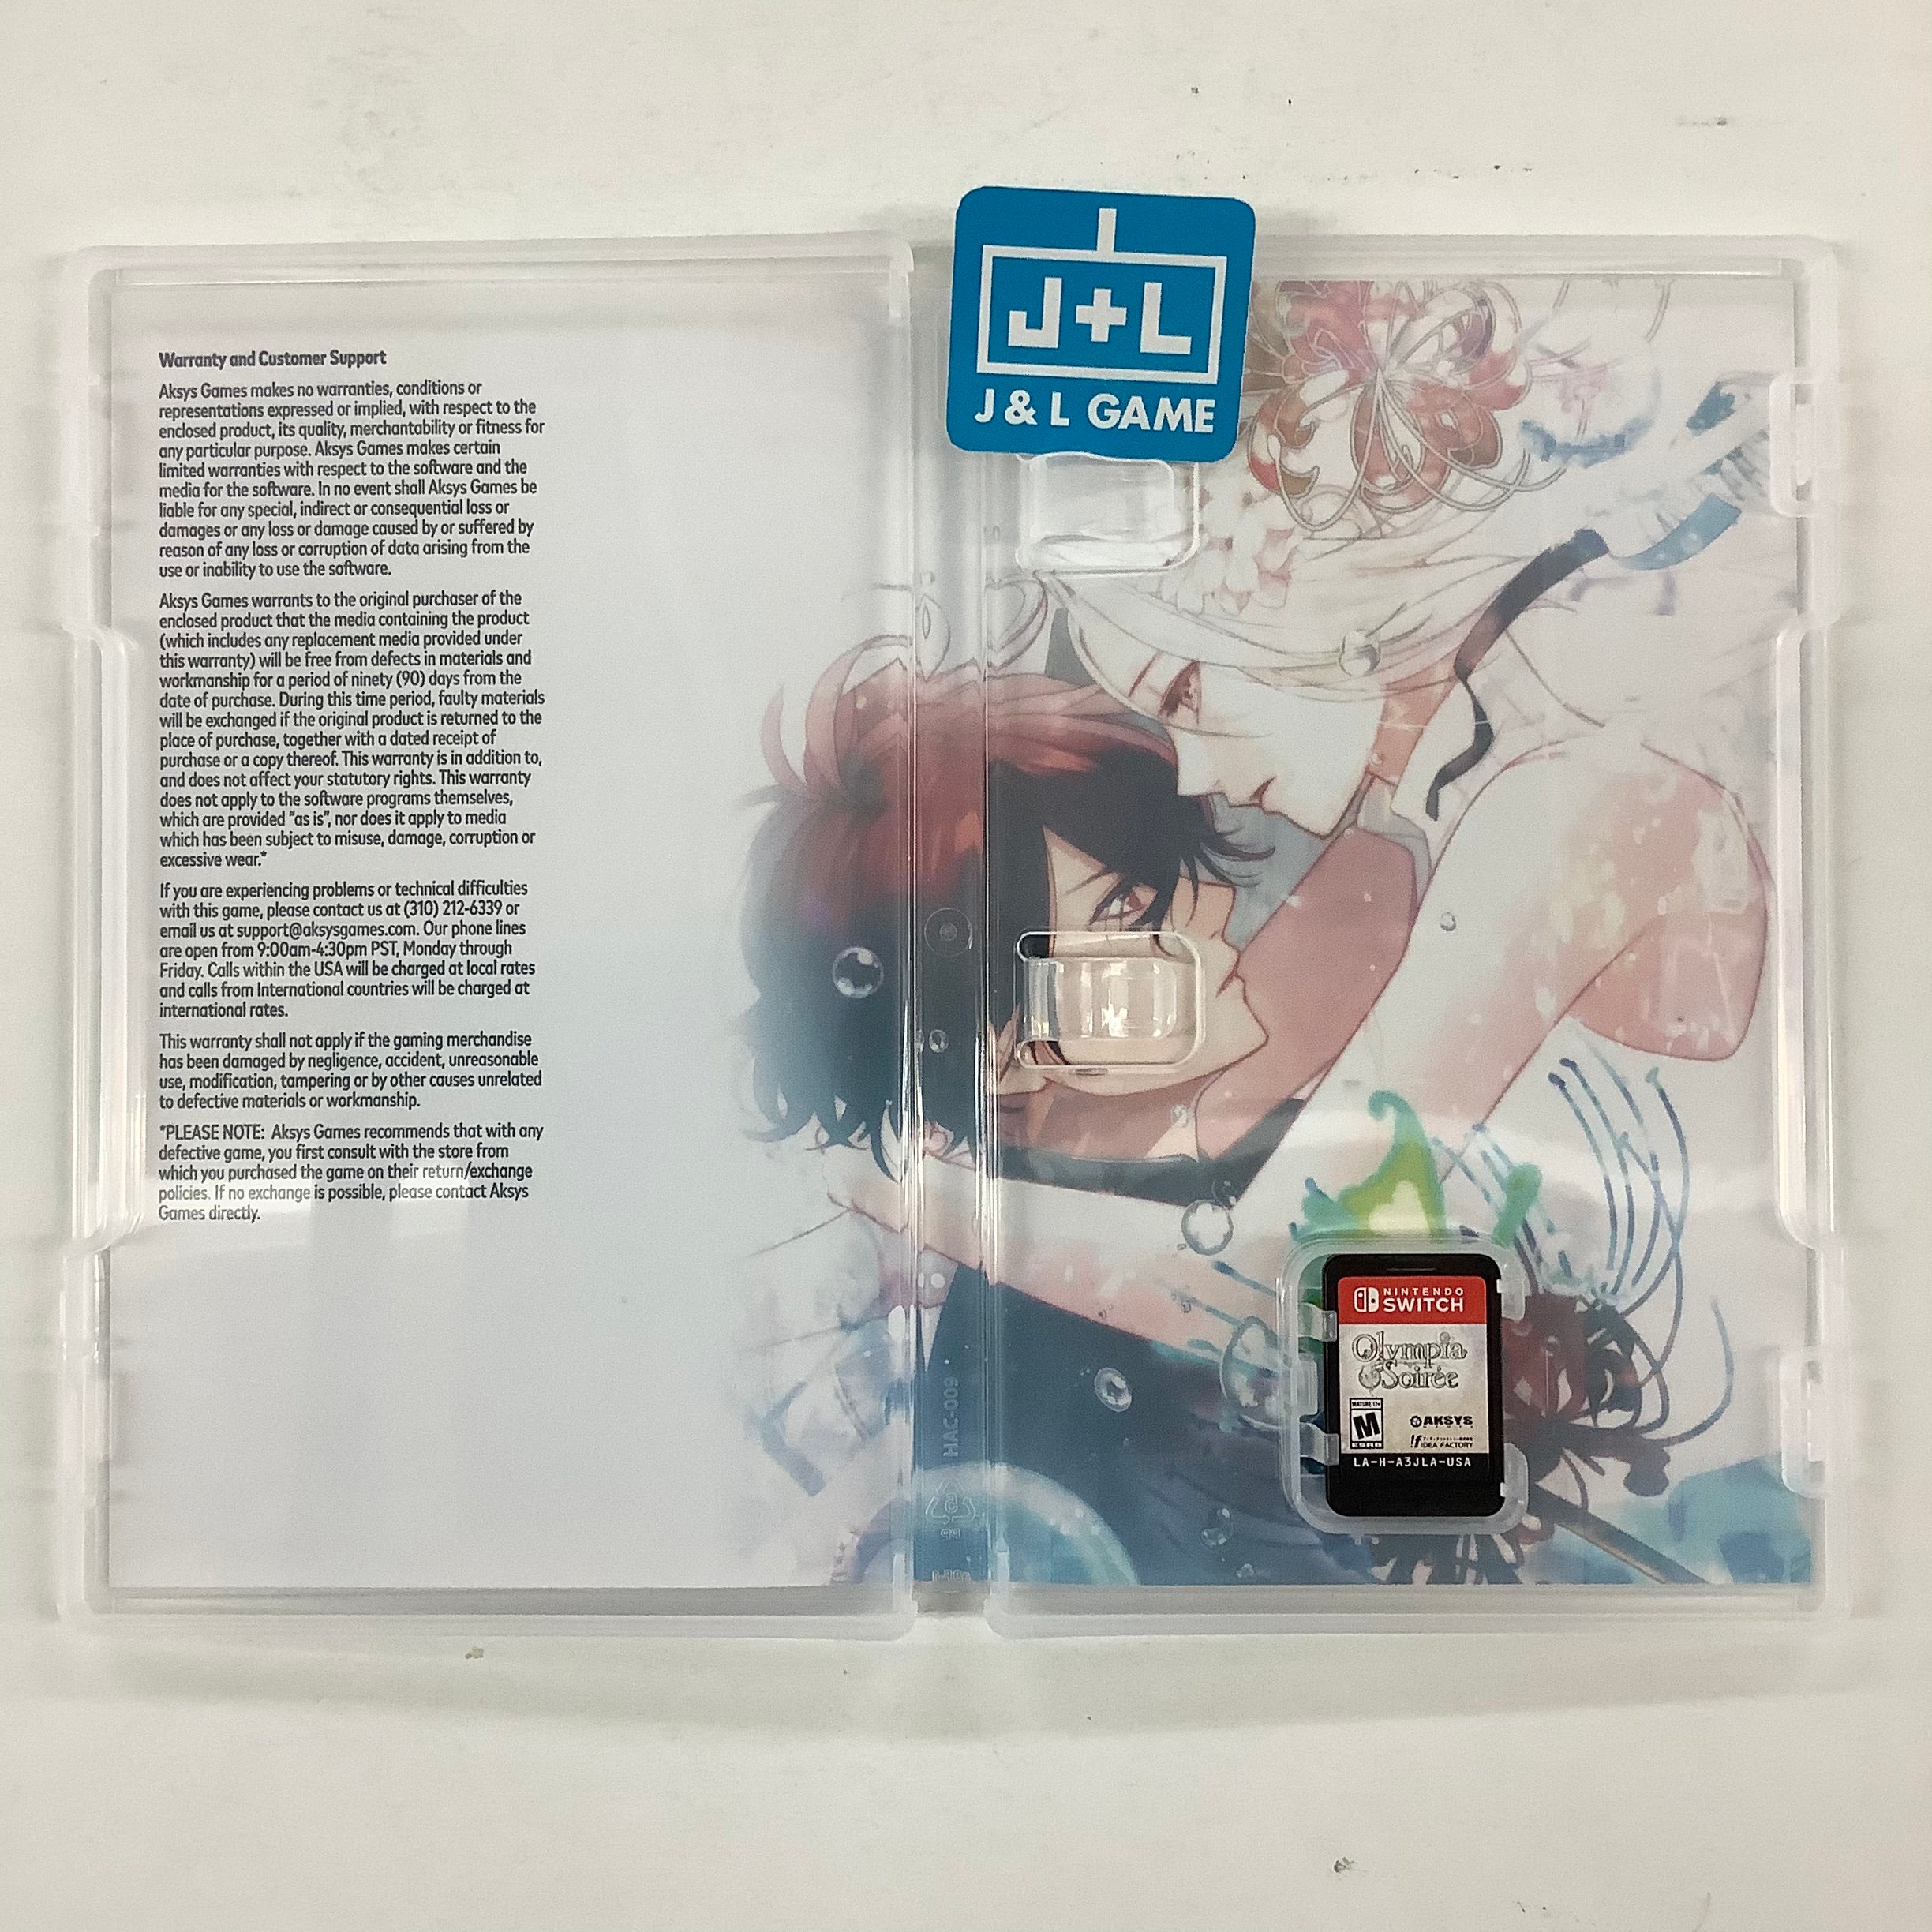 Warranty and Customer Support
Aksys Games makes no warranties, conditions or
representations expressed or implied, with respect to the
enclosed product, its quality, merchantability or fitness for
any particular purpose. Aksys Games makes certain
limited warranties with respect to the software and the
media for the software. In no event shall Aksys Games be
liable for any special, indirect or consequential loss or
damages or any loss or damage caused by or suffered by
reason of any loss or corruption of data arising from the
use or inability to use the software.
Aksys Games warrants to the original purchaser of the
enclosed product that the media containing the product
(which includes any replacement media provided under
this warranty) will be free from defects in materials and
workmanship for a period of ninety (90) days from the
date of purchase. During this time period, faulty materials
will be exchanged if the original product is returned to the
place of purchase, together with a dated receipt of
purchase or a copy thereof. This warranty is in addition to,
and does not affect your statutory rights. This warranty
does not apply to the software programs themselves,
which are provided "as is", nor does it apply to media
which has been subject to misuse, damage, corruption or
excessive wear.*
If you are experiencing problems or technical difficulties
with this game, please contact us at (310) 212-6339 or
email us at support@aksysgames.com. Our phone lines
are open from 9:00am-4:30pm PST, Monday through
Friday. Calls within the USA will be charged at local rates
and calls from International countries will be charged at
international rates.
This warranty shall not apply if the gaming merchandise
has been damaged by negligence, accident, unreasonable
use, modification, tampering or by other causes unrelated
to defective materials or workmanship.
*PLEASE NOTE: Aksys Games recommends that with any
defective game, you first consult with the store from
which you purchased the game on their return/exchange
policies. If no exchange is possible, please contact Aksys
Games directly.
J+L
J & L GAME
HAC-009
NINTENDO
SWITCH
Olympia
Soirée
MATURE 17+
M
ESRB
AKSYS
GAMES
IF
IDEA FACTORY
LA-H-A3JLA-USA